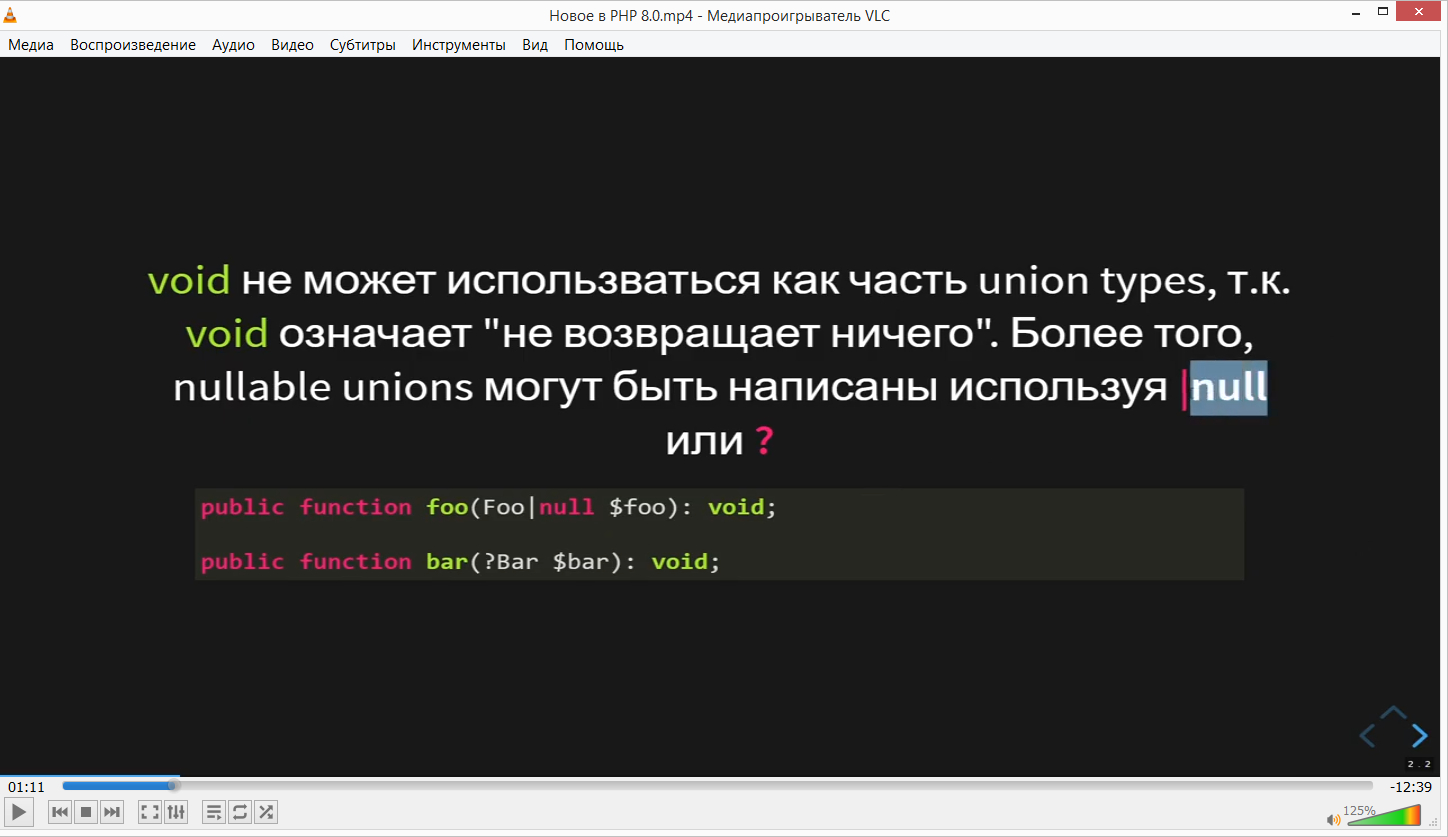 Новое в PHP 8.0.mp4 - Медиапроигрыватель VLC
Медиа Воспроизведение Аудио Видео Субтитры Инструменты Вид Помощь
void не может использваться как часть union types, т.к.
void означает "не возвращает ничего". Более того,
nullable unions могут быть написаны используя |null
или ?
public function foo(Foo|null $foo): void;
public function bar(?Bar $bar): void;
2.2
01:11 -12:39
125%